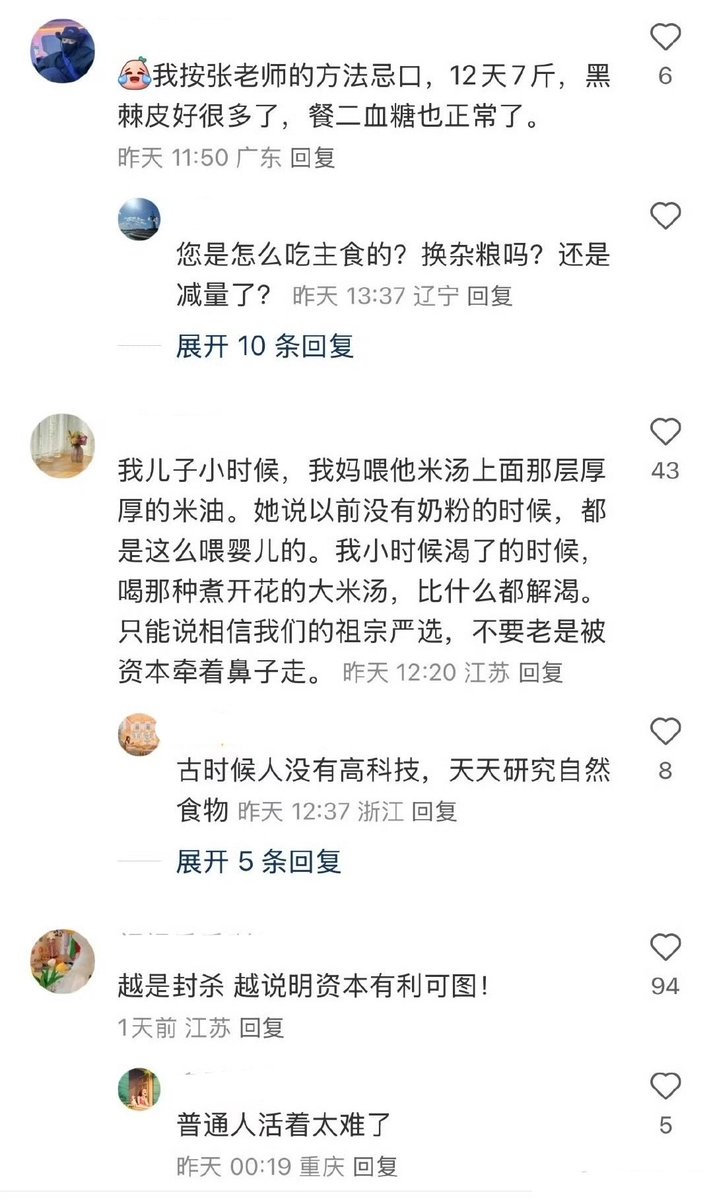 我按张老师的方法忌口，12天7斤，黑
棘皮好很多了，餐二血糖也正常了。
昨天 11:50 广东 回复
6
您是怎么吃主食的？换杂粮吗？还是
减量了？ 昨天 13:37 辽宁 回复
展开 10 条回复
我儿子小时候，我妈喂他米汤上面那层厚
厚的米油。她说以前没有奶粉的时候，都
是这么喂婴儿的。我小时候渴了的时候，
喝那种煮开花的大米汤，比什么都解渴。
只能说相信我们的祖宗严选，不要老是被
资本牵着鼻子走。 昨天 12:20 江苏 回复
43
古时候人没有高科技，天天研究自然
食物 昨天 12:37 浙江 回复
8
展开 5 条回复
越是封杀 越说明资本有利可图！
1天前 江苏 回复
94
普通人活着太难了
昨天 00:19 重庆 回复
5